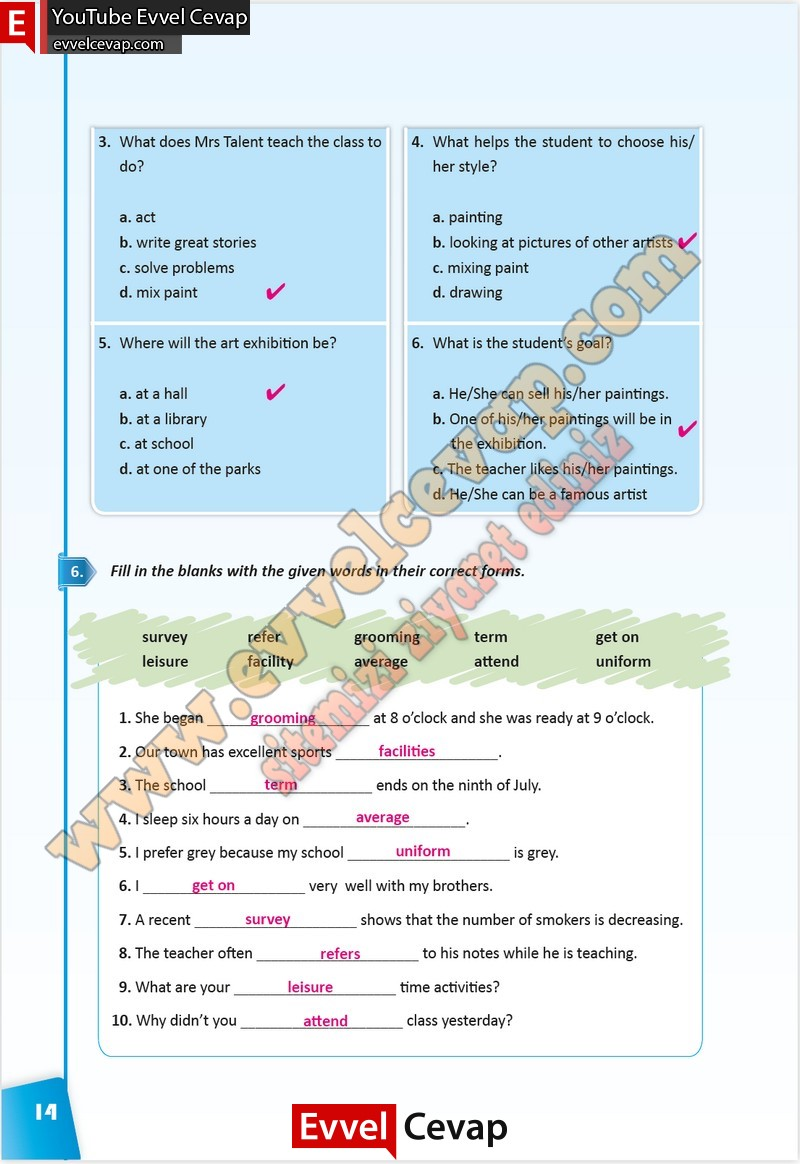 E YouTube Evvel Cevap
evvelcevap.com
3. What does Mrs Talent teach the class to
do?
a. act
b. write great stories
c. solve problems
d. mix paint ✔
4. What helps the student to choose his/
her style?
a. painting
b. looking at pictures of other artists ✔
c. mixing paint
d. drawing
5. Where will the art exhibition be?
a. at a hall ✔
b. at a library
c. at school
d. at one of the parks
6. What is the student's goal?
a. He/She can sell his/her paintings.
b. One of his/her paintings will be in
the exhibition. ✔
c. The teacher likes his/her paintings.
d. He/She can be a famous artist
6. Fill in the blanks with the given words in their correct forms.
survey refer grooming term get on
leisure facility average attend uniform
1. She began grooming at 8 o'clock and she was ready at 9 o'clock.
2. Our town has excellent sports facilities.
3. The school term ends on the ninth of July.
4. I sleep six hours a day on average.
5. I prefer grey because my school uniform is grey.
6. I get on very well with my brothers.
7. A recent survey shows that the number of smokers is decreasing.
8. The teacher often refers to his notes while he is teaching.
9. What are your leisure time activities?
10. Why didn't you attend class yesterday?
www.evvelcevap.com
sitemizi ziyaret ediniz
14
Evvel Cevap